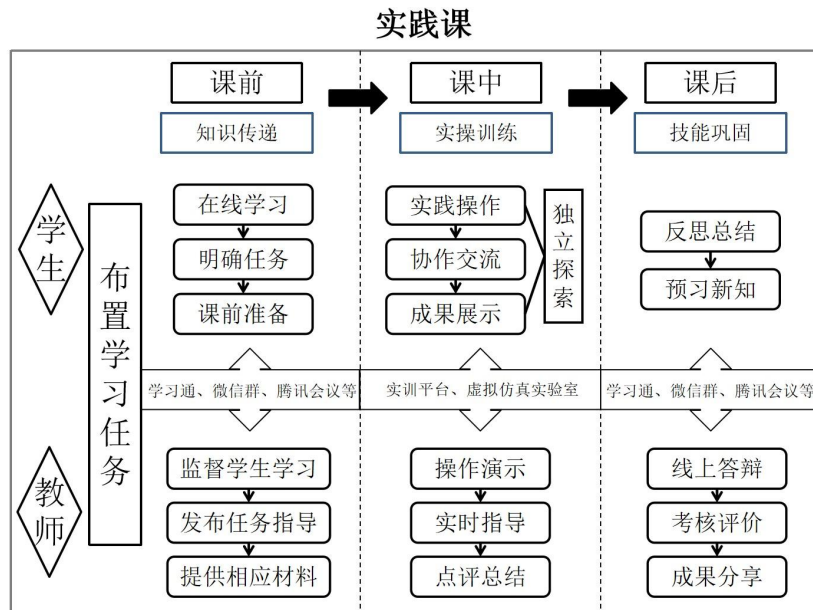 实践课
课前
课中
课后
知识传递
实操训练
技能巩固
学生
布置学习任务
在线学习
明确任务
课前准备
实践操作
协作交流
成果展示
独立探索
反思总结
预习新知
学习通、微信群、腾讯会议等
实训平台、虚拟仿真实验室
学习通、微信群、腾讯会议等
教师
监督学生学习
发布任务指导
提供相应材料
操作演示
实时指导
点评总结
线上答辩
考核评价
成果分享